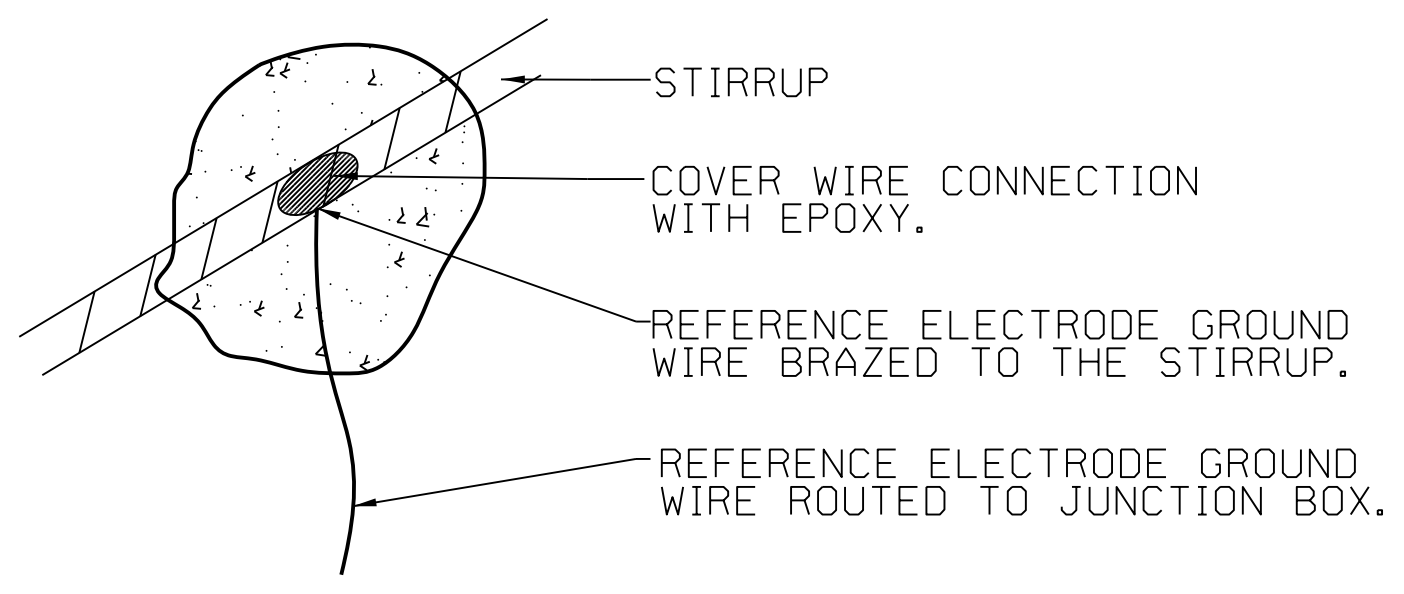 STIRRUP
COVER WIRE CONNECTION
WITH EPOXY.
REFERENCE ELECTRODE GROUND
WIRE BRAZED TO THE STIRRUP.
REFERENCE ELECTRODE GROUND
WIRE ROUTED TO JUNCTION BOX.